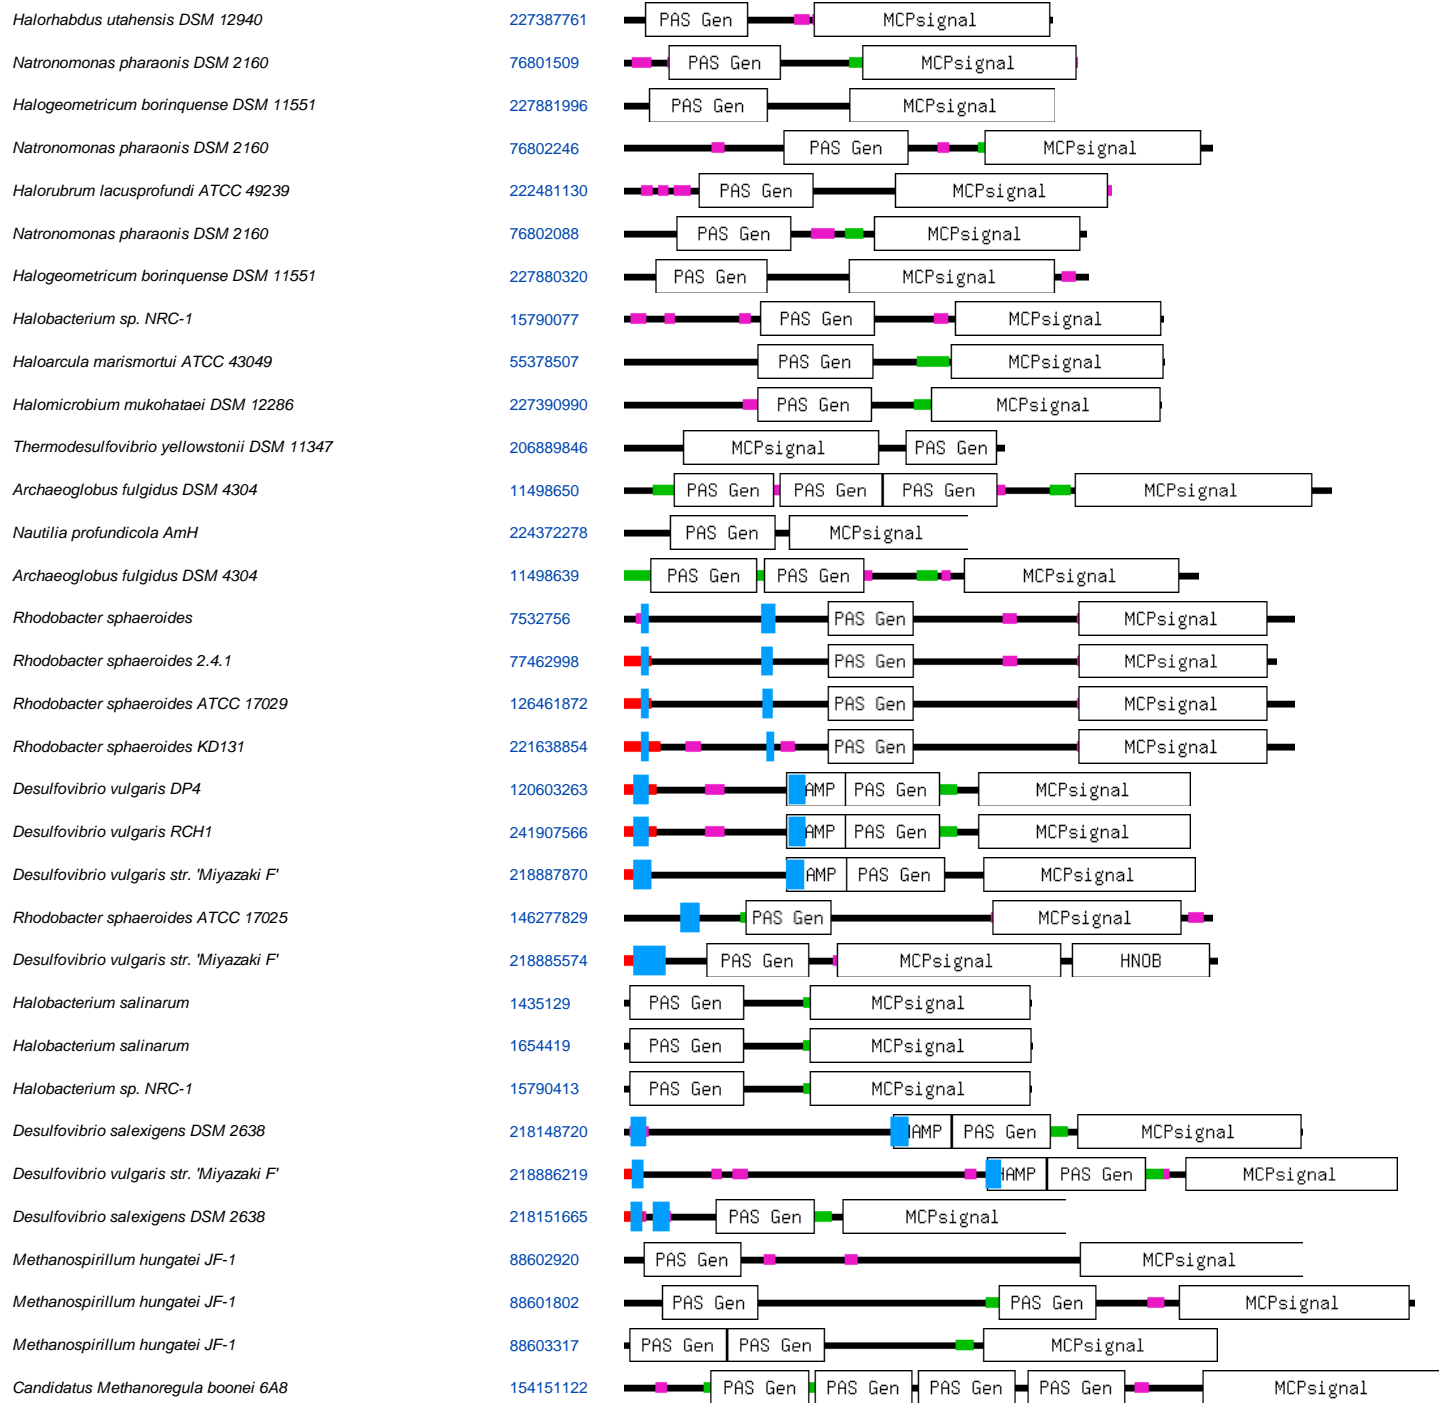 Halorhabdus utahensis DSM 12940 227387761 PAS Gen MCPsignal
Natronomonas pharaonis DSM 2160 76801509 PAS Gen MCPsignal
Halogeometricum borinquense DSM 11551 227881996 PAS Gen MCPsignal
Natronomonas pharaonis DSM 2160 76802246 PAS Gen MCPsignal
Halorubrum lacusprofundi ATCC 49239 222481130 PAS Gen MCPsignal
Natronomonas pharaonis DSM 2160 76802088 PAS Gen MCPsignal
Halogeometricum borinquense DSM 11551 227880320 PAS Gen MCPsignal
Halobacterium sp. NRC-1 15790077 PAS Gen MCPsignal
Haloarcula marismortui ATCC 43049 55378507 PAS Gen MCPsignal
Halomicrobium mukohataei DSM 12286 227390990 PAS Gen MCPsignal
Thermodesulfovibrio yellowstonii DSM 11347 206889846 MCPsignal PAS Gen
Archaeoglobus fulgidus DSM 4304 11498650 PAS Gen PAS Gen PAS Gen MCPsignal
Nautilia profundicola AmH 224372278 PAS Gen MCPsignal
Archaeoglobus fulgidus DSM 4304 11498639 PAS Gen PAS Gen MCPsignal
Rhodobacter sphaeroides 7532756 PAS Gen MCPsignal
Rhodobacter sphaeroides 2.4.1 77462998 PAS Gen MCPsignal
Rhodobacter sphaeroides ATCC 17029 126461872 PAS Gen MCPsignal
Rhodobacter sphaeroides KD131 221638854 PAS Gen MCPsignal
Desulfovibrio vulgaris DP4 120603263 AMP PAS Gen MCPsignal
Desulfovibrio vulgaris RCH1 241907566 AMP PAS Gen MCPsignal
Desulfovibrio vulgaris str. 'Miyazaki F' 218887870 AMP PAS Gen MCPsignal
Rhodobacter sphaeroides ATCC 17025 146277829 PAS Gen MCPsignal
Desulfovibrio vulgaris str. 'Miyazaki F' 218885574 PAS Gen MCPsignal HNOB
Halobacterium salinarum 1435129 PAS Gen MCPsignal
Halobacterium salinarum 1654419 PAS Gen MCPsignal
Halobacterium sp. NRC-1 15790413 PAS Gen MCPsignal
Desulfovibrio salexigens DSM 2638 218148720 AMP PAS Gen MCPsignal
Desulfovibrio vulgaris str. 'Miyazaki F' 218886219 HAMP PAS Gen MCPsignal
Desulfovibrio salexigens DSM 2638 218151665 PAS Gen MCPsignal
Methanospirillum hungatei JF-1 88602920 PAS Gen MCPsignal
Methanospirillum hungatei JF-1 88601802 PAS Gen PAS Gen MCPsignal
Methanospirillum hungatei JF-1 88603317 PAS Gen PAS Gen MCPsignal
Candidatus Methanoregula boonei 6A8 154151122 PAS Gen PAS Gen PAS Gen PAS Gen MCPsignal